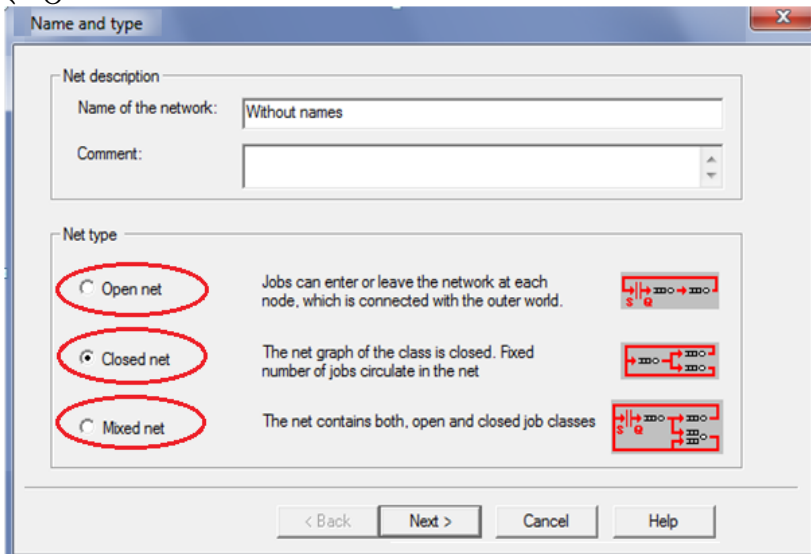 Name and type
Net description
Name of the network:
Without names
Comment:
Net type
Open net
Jobs can enter or leave the network at each
node, which is connected with the outer world.
S Q
Closed net
The net graph of the class is closed. Fixed
number of jobs circulate in the net
Mixed net
The net contains both, open and closed job classes
S Q
< Back
Next >
Cancel
Help